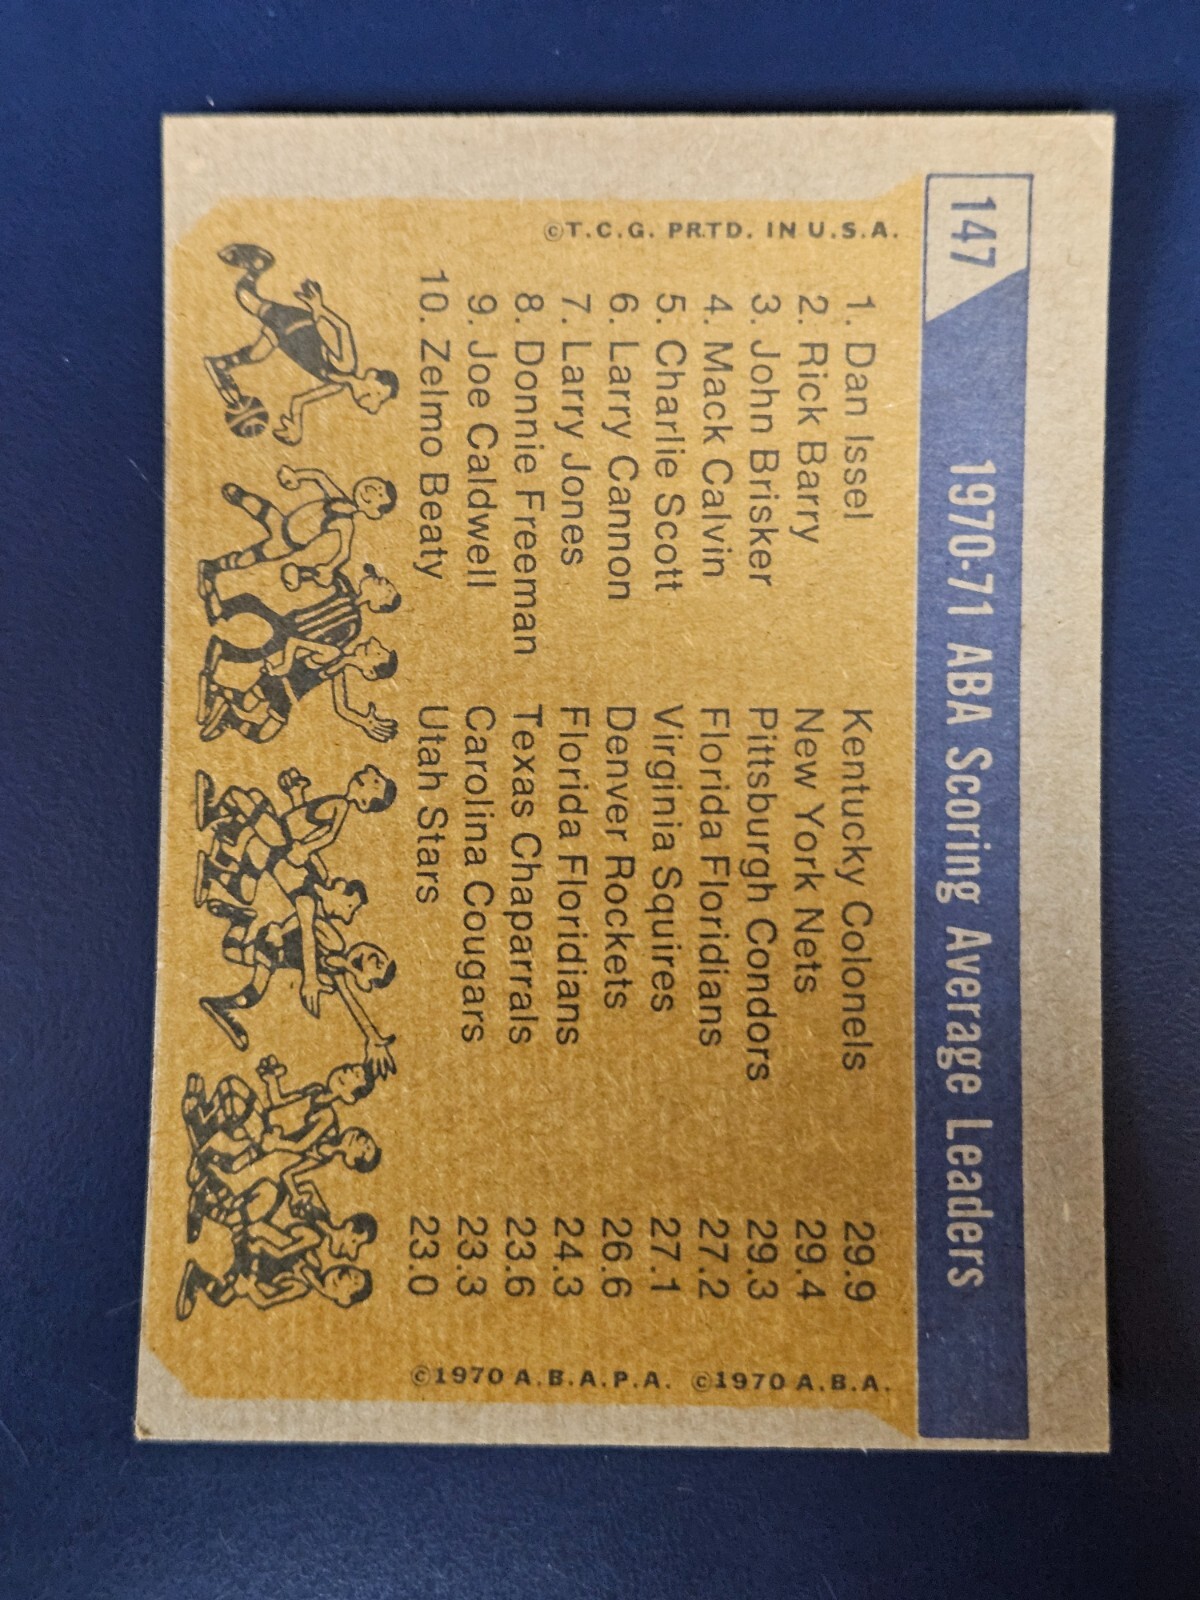 147
1970-71 ABA Scoring Average Leaders
1. Dan Issel Kentucky Colonels 29.9
2. Rick Barry New York Nets 29.4
3. John Brisker Pittsburgh Condors 29.3
4. Mack Calvin Florida Floridians 27.2
5. Charlie Scott Virginia Squires 27.1
6. Larry Cannon Denver Rockets 26.6
7. Larry Jones Florida Floridians 24.3
8. Donnie Freeman Texas Chaparrals 23.6
9. Joe Caldwell Carolina Cougars 23.3
10. Zelmo Beaty Utah Stars 23.0
©T.C.G. PRTD. IN U.S.A.
©1970 A.B.A.P.A. ©1970 A.B.A.